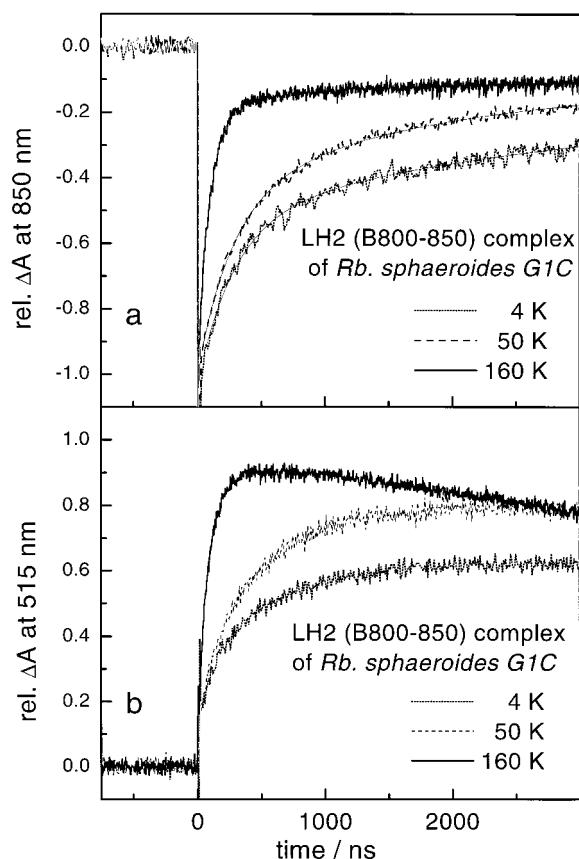 0.0
-0.2
-0.4
-0.6
-0.8
-1.0
rel. ΔA at 850 nm
a
LH2 (B800-850) complex
of Rb. sphaeroides G1C
4 K
50 K
160 K
1.0
0.8
0.6
0.4
0.2
0.0
rel. ΔA at 515 nm
b
LH2 (B800-850) complex
of Rb. sphaeroides G1C
4 K
50 K
160 K
0 1000 2000
time / ns